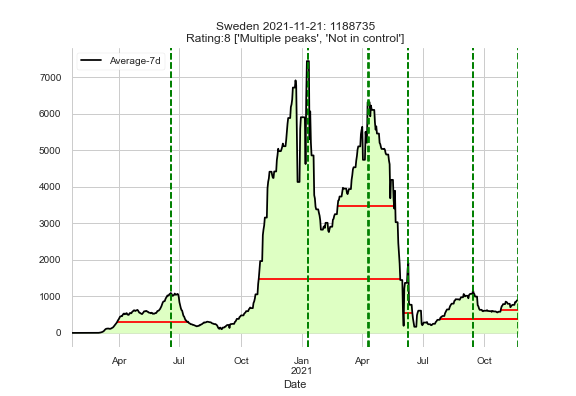 Sweden 2021-11-21: 1188735
Rating:8 ['Multiple peaks', 'Not in control']
Average-7d
7000
6000
5000
4000
3000
2000
1000
0
Apr Jul Oct Jan Apr Jul Oct
2021
Date